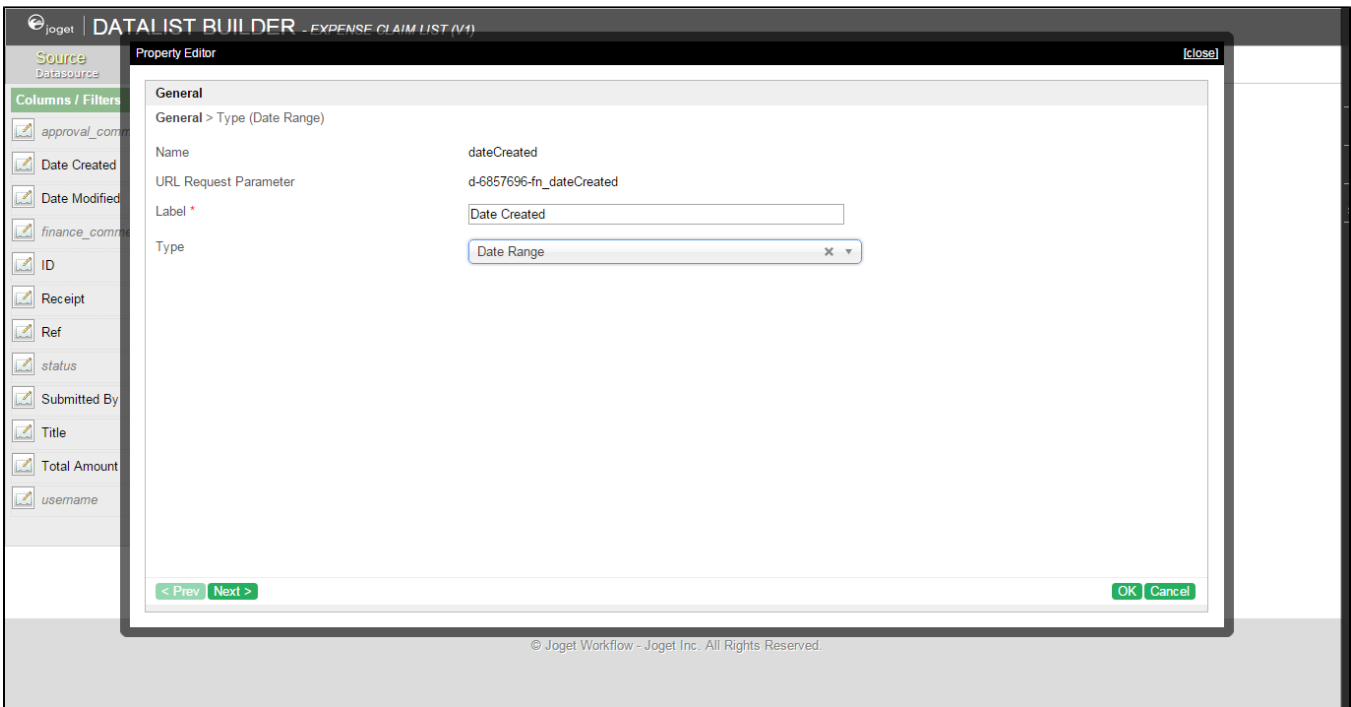 joget | DATALIST BUILDER - EXPENSE CLAIM LIST (V1)
Source
Datasource
Property Editor [close]
General
General > Type (Date Range)
Name dateCreated
URL Request Parameter d-6857696-fn_dateCreated
Label * Date Created
Type Date Range
< Prev Next > OK Cancel
Columns / Filters
approval_comm
Date Created
Date Modified
finance_comme
ID
Receipt
Ref
status
Submitted By
Title
Total Amount
username
© Joget Workflow - Joget Inc. All Rights Reserved.